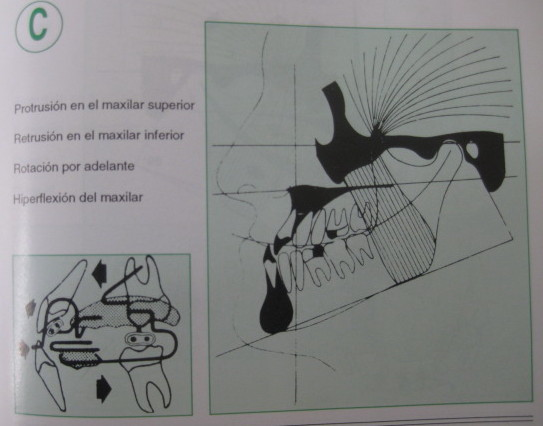 C
Protrusión en el maxilar superior
Retrusión en el maxilar inferior
Rotación por adelante
Hiperflexión del maxilar